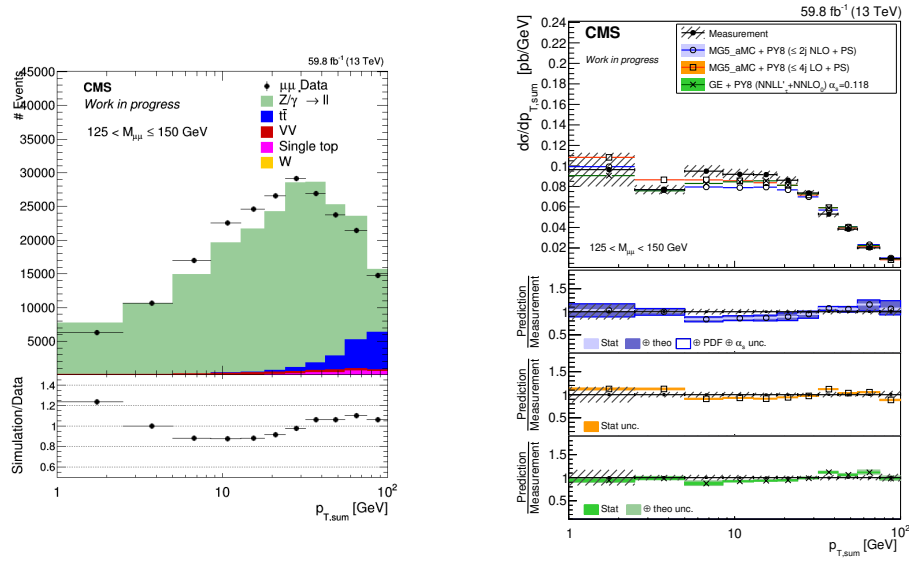 59.8 fb⁻¹ (13 TeV)
# Events
45000
40000
35000
30000
25000
20000
15000
10000
5000
CMS
Work in progress
125 < M_μμ ≤ 150 GeV
μμ Data
Z/γ* → ll
tt̄
VV
Single top
W
Simulation/Data
1.4
1.2
1.0
0.8
0.6
1 10 10²
p_T,sum [GeV]
59.8 fb⁻¹ (13 TeV)
dσ/dp_T,sum [pb/GeV]
0.24
0.2
0.16
0.12
0.1
0.08
0.06
0.04
0.02
CMS
Work in progress
Measurement
MG5_aMC + PY8 (≤ 2j NLO + PS)
MG5_aMC + PY8 (≤ 4j LO + PS)
GE + PY8 (NNLL'_τ+NNLO₀) α_s=0.118
125 < M_μμ < 150 GeV
Prediction
Measurement
1.5
1
0.5
Stat ⊕ theo ⊕ PDF ⊕ α_s unc.
Prediction
Measurement
1.5
1
0.5
Stat unc.
Prediction
Measurement
1.5
1
0.5
Stat ⊕ theo unc.
1 10 10²
p_T,sum [GeV]